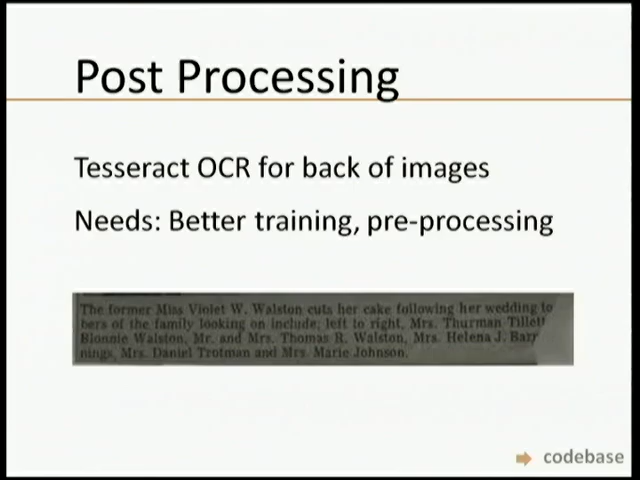 Post Processing
Tesseract OCR for back of images
Needs: Better training, pre-processing
The former Miss Violet W. Walston cuts her cake following her wedding to
bers of the family looking on include; left to right, Mrs. Thurman Tillett
Blonnie Walston, Mr. and Mrs. Thomas R. Walston, Mrs. Helena J. Bary
nings, Mrs. Daniel Trotman and Mrs. Marie Johnson.
codebase